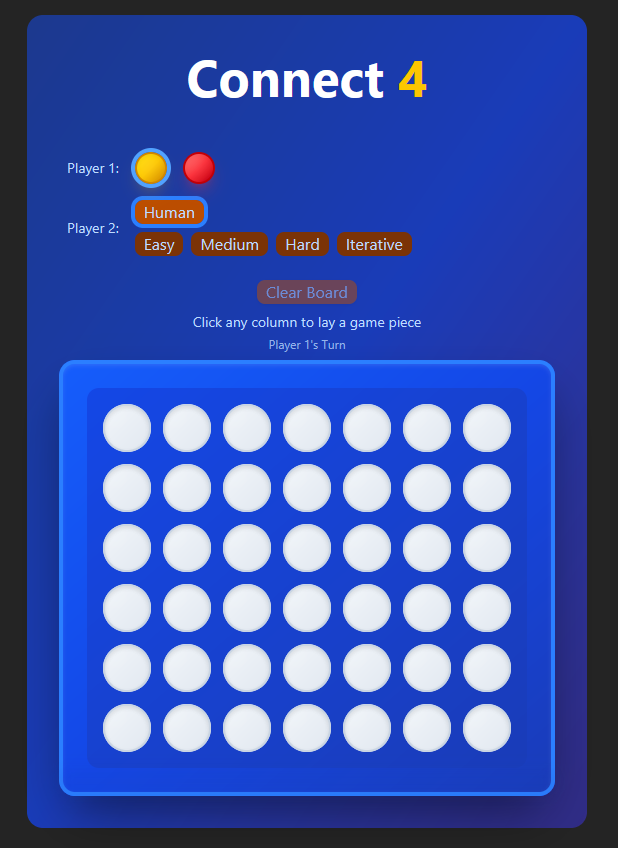 Connect 4
Player 1:
Player 2:
Human
Easy Medium Hard Iterative
Clear Board
Click any column to lay a game piece
Player 1's Turn